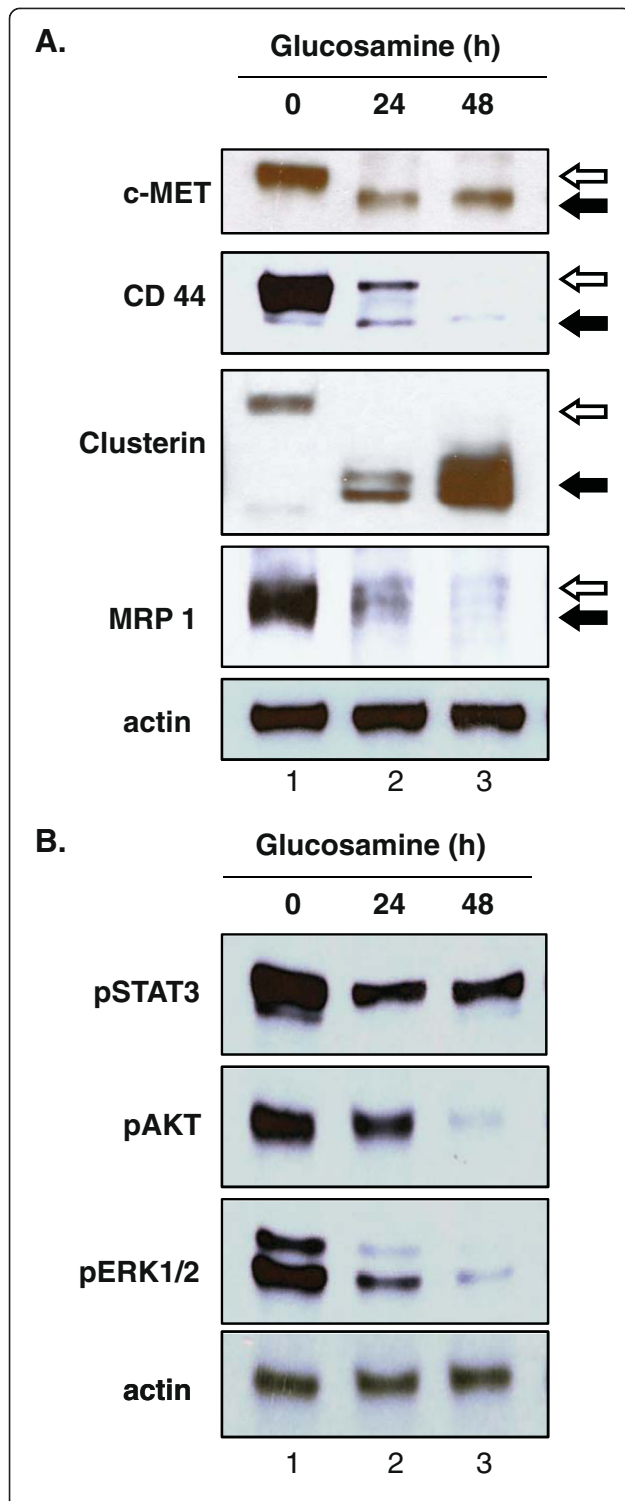 A.
Glucosamine (h)
0 24 48
c-MET
CD 44
Clusterin
MRP 1
actin
1 2 3
B.
Glucosamine (h)
0 24 48
pSTAT3
pAKT
pERK1/2
actin
1 2 3